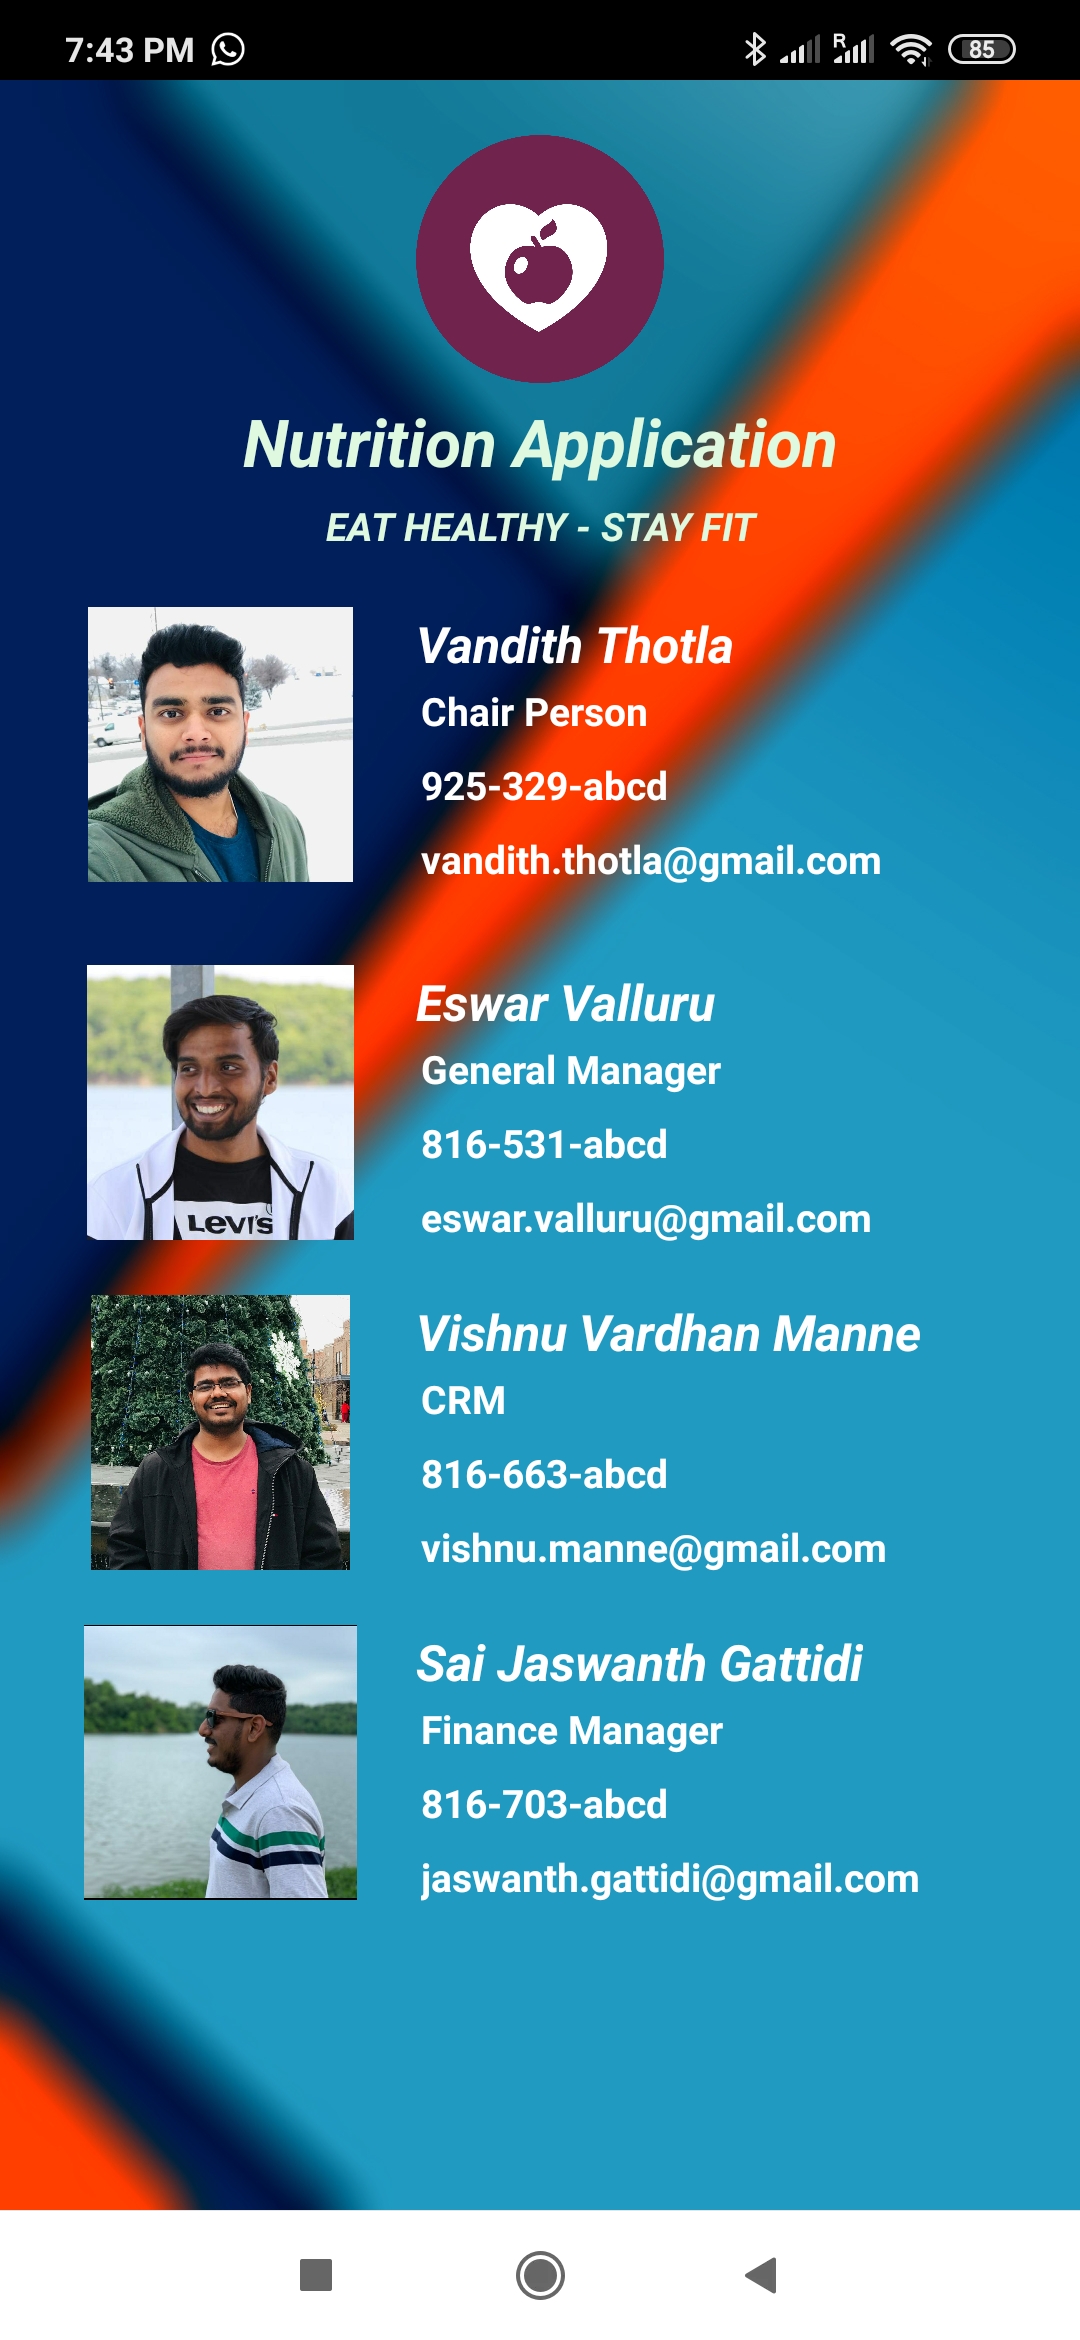 7:43 PM
R
85
Nutrition Application
EAT HEALTHY - STAY FIT
Vandith Thotla
Chair Person
925-329-abcd
vandith.thotla@gmail.com
Eswar Valluru
General Manager
816-531-abcd
eswar.valluru@gmail.com
LEVI'S
Vishnu Vardhan Manne
CRM
816-663-abcd
vishnu.manne@gmail.com
Sai Jaswanth Gattidi
Finance Manager
816-703-abcd
jaswanth.gattidi@gmail.com